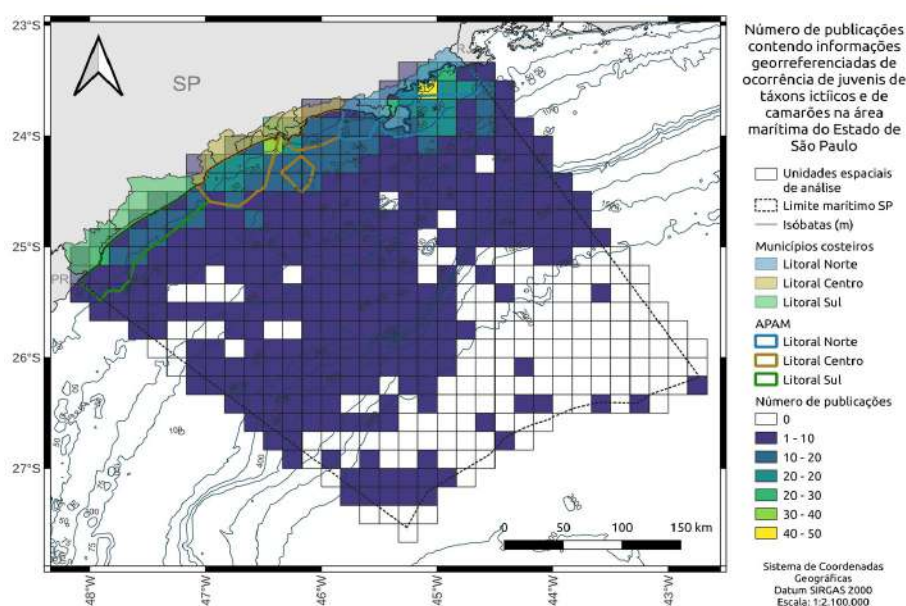 Número de publicações
contendo informações
georreferenciadas de
ocorrência de juvenis de
táxons ictíicos e de
camarões na área
marítima do Estado de
São Paulo
Unidades espaciais
de análise
Limite marítimo SP
Isóbatas (m)
Municípios costeiros
Litoral Norte
Litoral Centro
Litoral Sul
APAM
Litoral Norte
Litoral Centro
Litoral Sul
Número de publicações
0
1 - 10
10 - 20
20 - 20
20 - 30
30 - 40
40 - 50
Sistema de Coordenadas
Geográficas
Datum SIRGAS 2000
Escala: 1:2.100.000
23°S
24°S
25°S
26°S
27°S
SP
RJ
PR
400
0 50 100 150 km
48°W 47°W 46°W 45°W 44°W 43°W